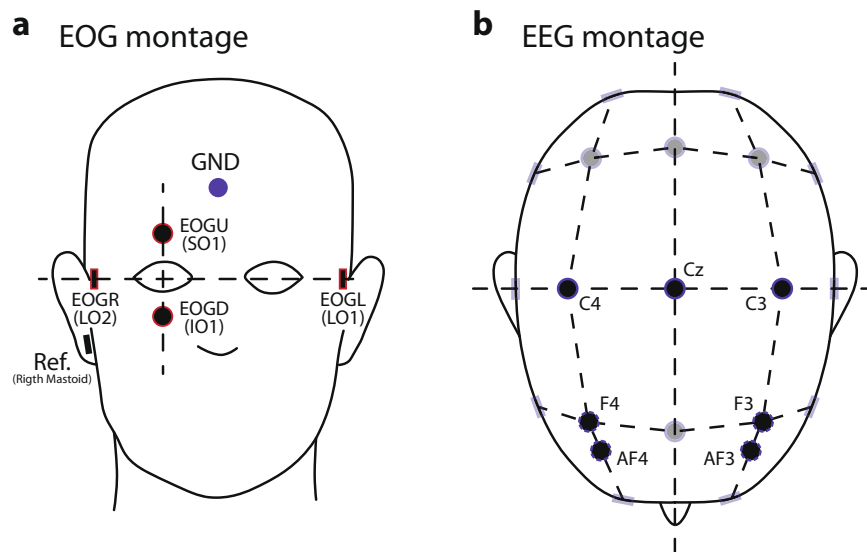 a EOG montage
GND
EOGU
(SO1)
EOGR
(LO2)
EOGD
(IO1)
EOGL
(LO1)
Ref.
(Rigth Mastoid)
b EEG montage
Cz
C4
C3
F4
F3
AF4
AF3